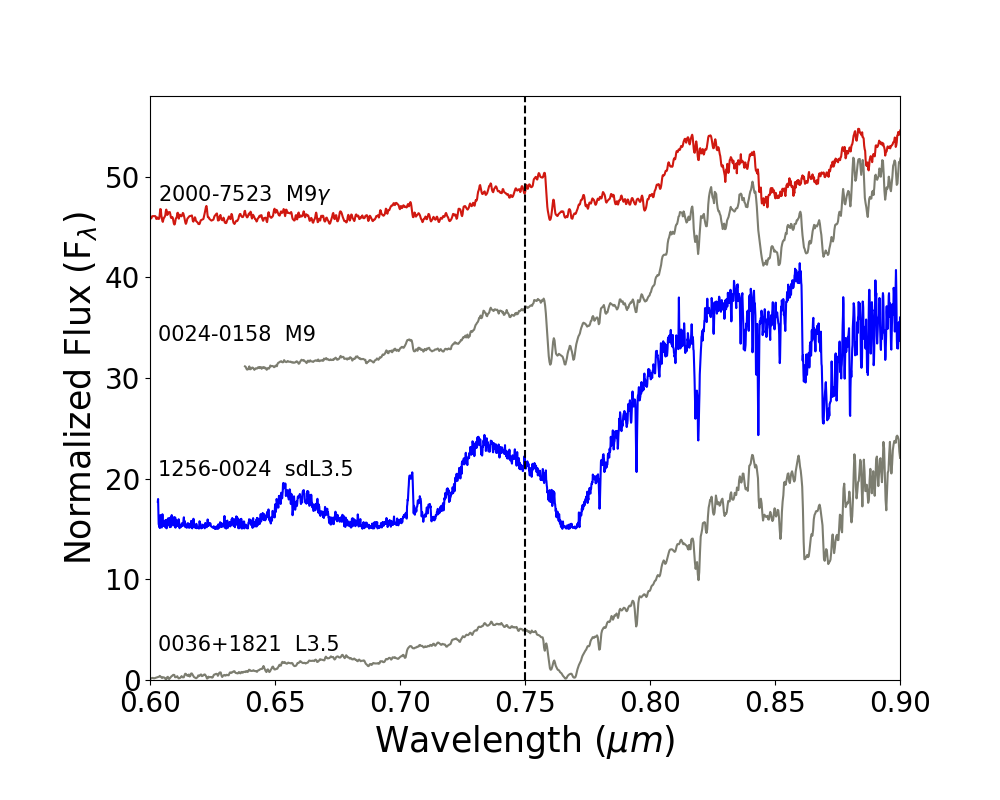 Normalized Flux (Fλ)
50
40
30
20
10
0
2000-7523 M9γ
0024-0158 M9
1256-0024 sdL3.5
0036+1821 L3.5
0.60 0.65 0.70 0.75 0.80 0.85 0.90
Wavelength (μm)